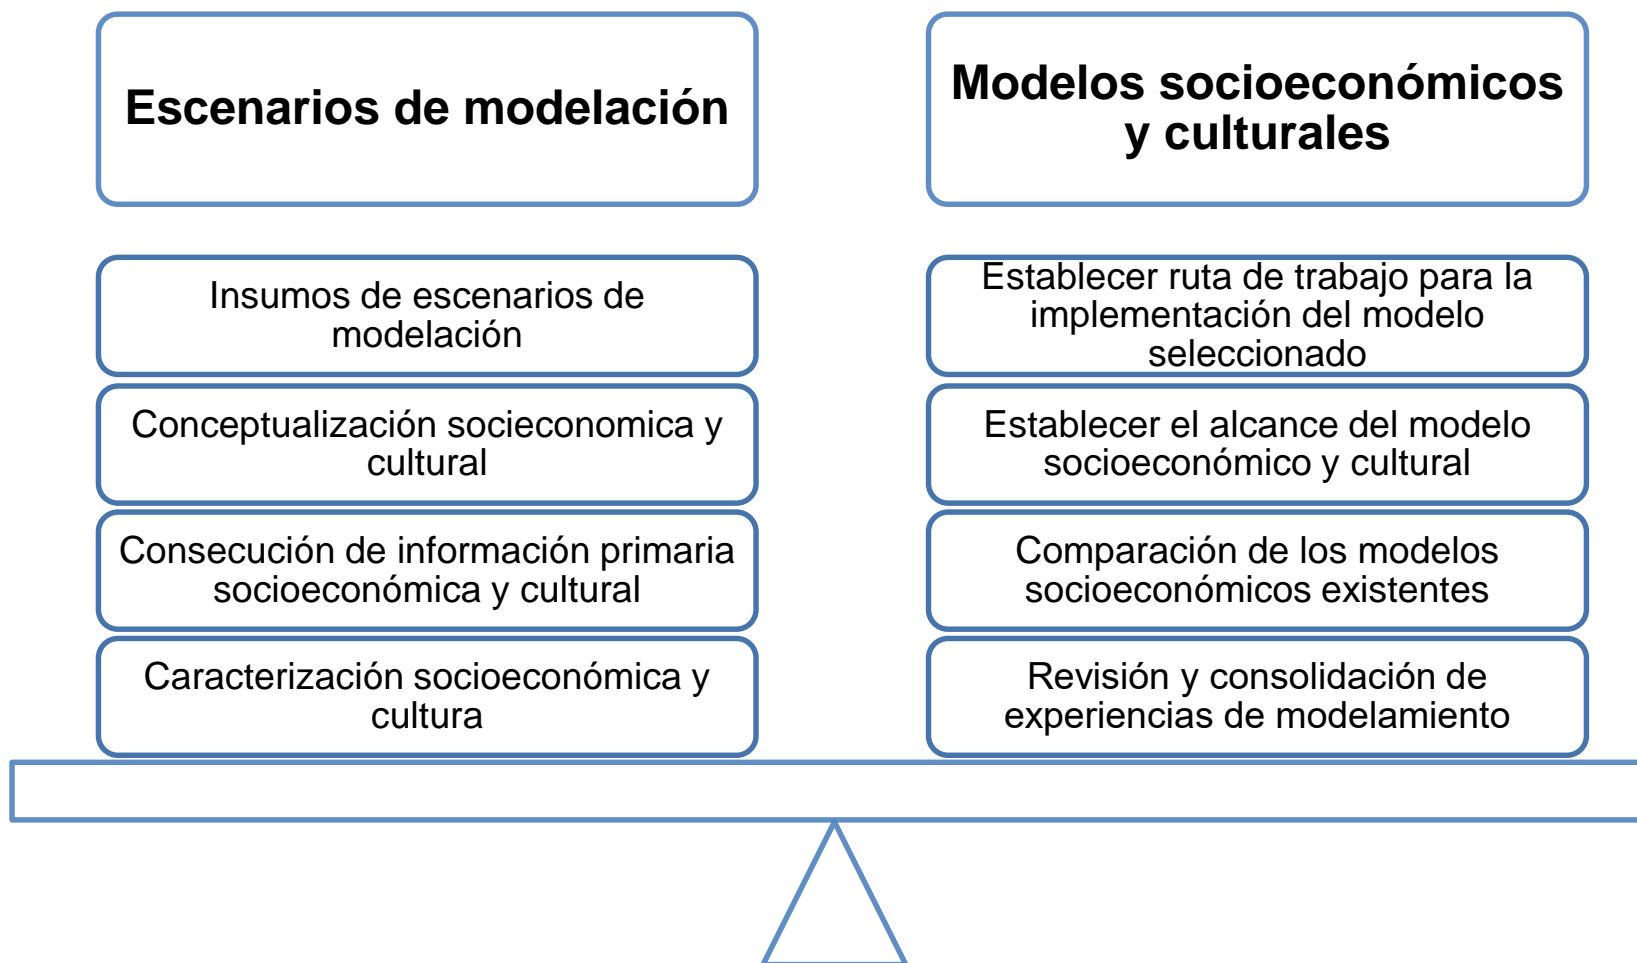 Escenarios de modelación
Insumos de escenarios de
modelación
Conceptualización socieconomica y
cultural
Consecución de información primaria
socioeconómica y cultural
Caracterización socioeconómica y
cultura
Modelos socioeconómicos
y culturales
Establecer ruta de trabajo para la
implementación del modelo
seleccionado
Establecer el alcance del modelo
socioeconómico y cultural
Comparación de los modelos
socioeconómicos existentes
Revisión y consolidación de
experiencias de modelamiento